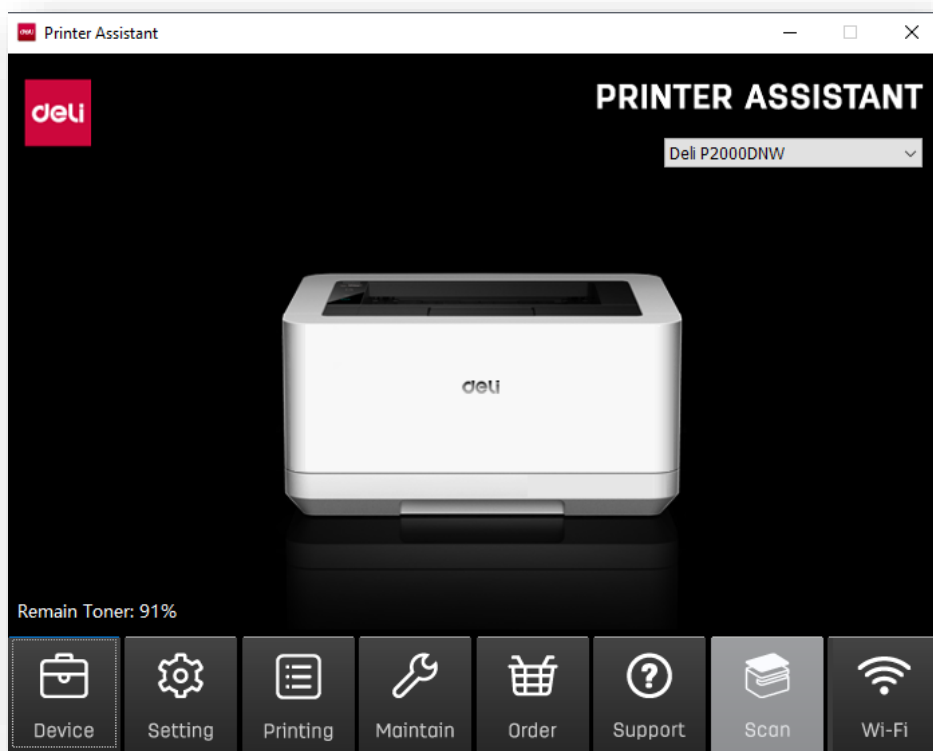 deli Printer Assistant
deli
PRINTER ASSISTANT
Deli P2000DNW
deli
Remain Toner: 91%
Device Setting Printing Maintain Order Support Scan Wi-Fi